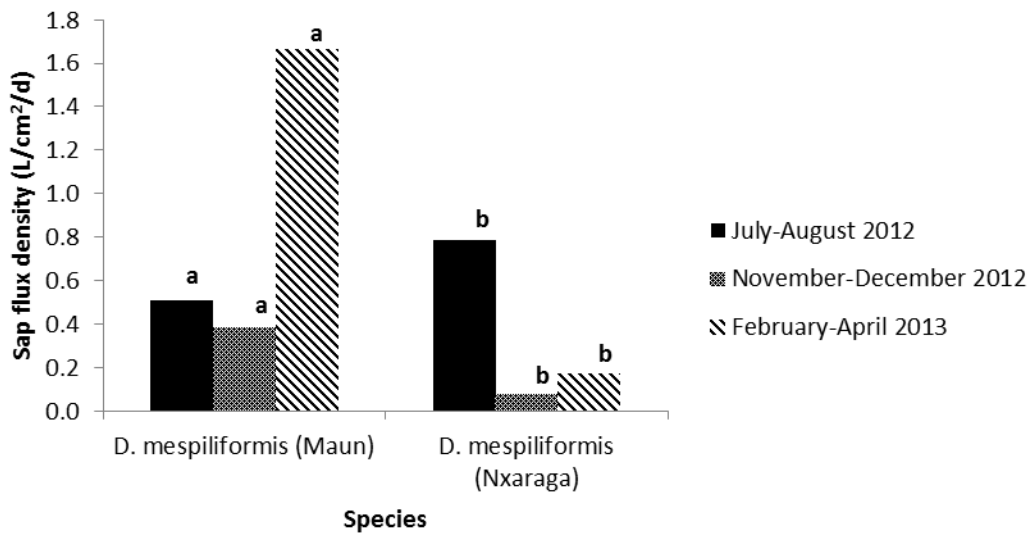 Sap flux density (L/cm²/d)
1.8
1.6
1.4
1.2
1.0
0.8
0.6
0.4
0.2
0.0
a
a
a
b
b
b
D. mespiliformis (Maun)
D. mespiliformis
(Nxaraga)
Species
July-August 2012
November-December 2012
February-April 2013